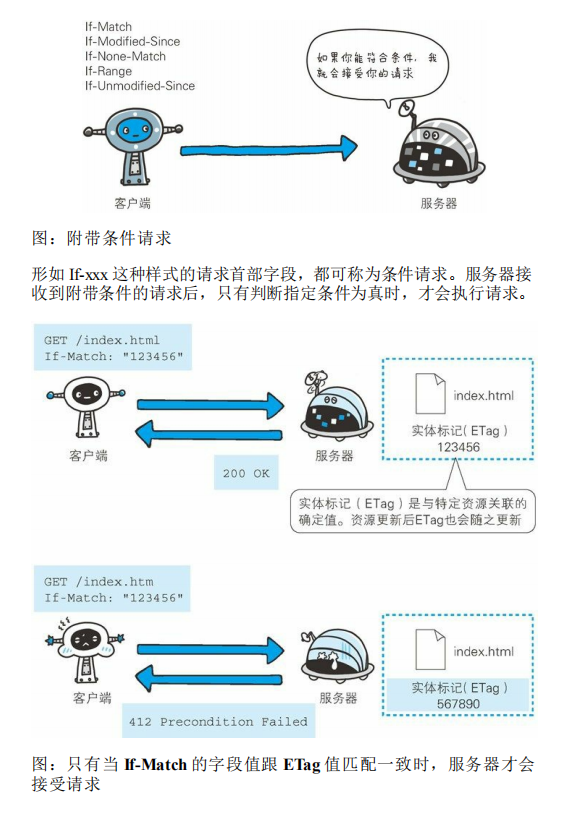 If-Match
If-Modified-Since
If-None-Match
If-Range
If-Unmodified-Since
如果你能符合条件，我
就会接受你的请求
客户端
服务器
图：附带条件请求
形如 If-xxx 这种样式的请求首部字段，都可称为条件请求。服务器接
收到附带条件的请求后，只有判断指定条件为真时，才会执行请求。
GET /index.html
If-Match: "123456"
index.html
实体标记（ETag）
123456
客户端
服务器
200 OK
实体标记（ETag）是与特定资源关联的
确定值。资源更新后ETag也会随之更新
GET /index.htm
If-Match: "123456"
index.html
实体标记（ETag）
567890
客户端
服务器
412 Precondition Failed
图：只有当 If-Match 的字段值跟 ETag 值匹配一致时，服务器才会
接受请求